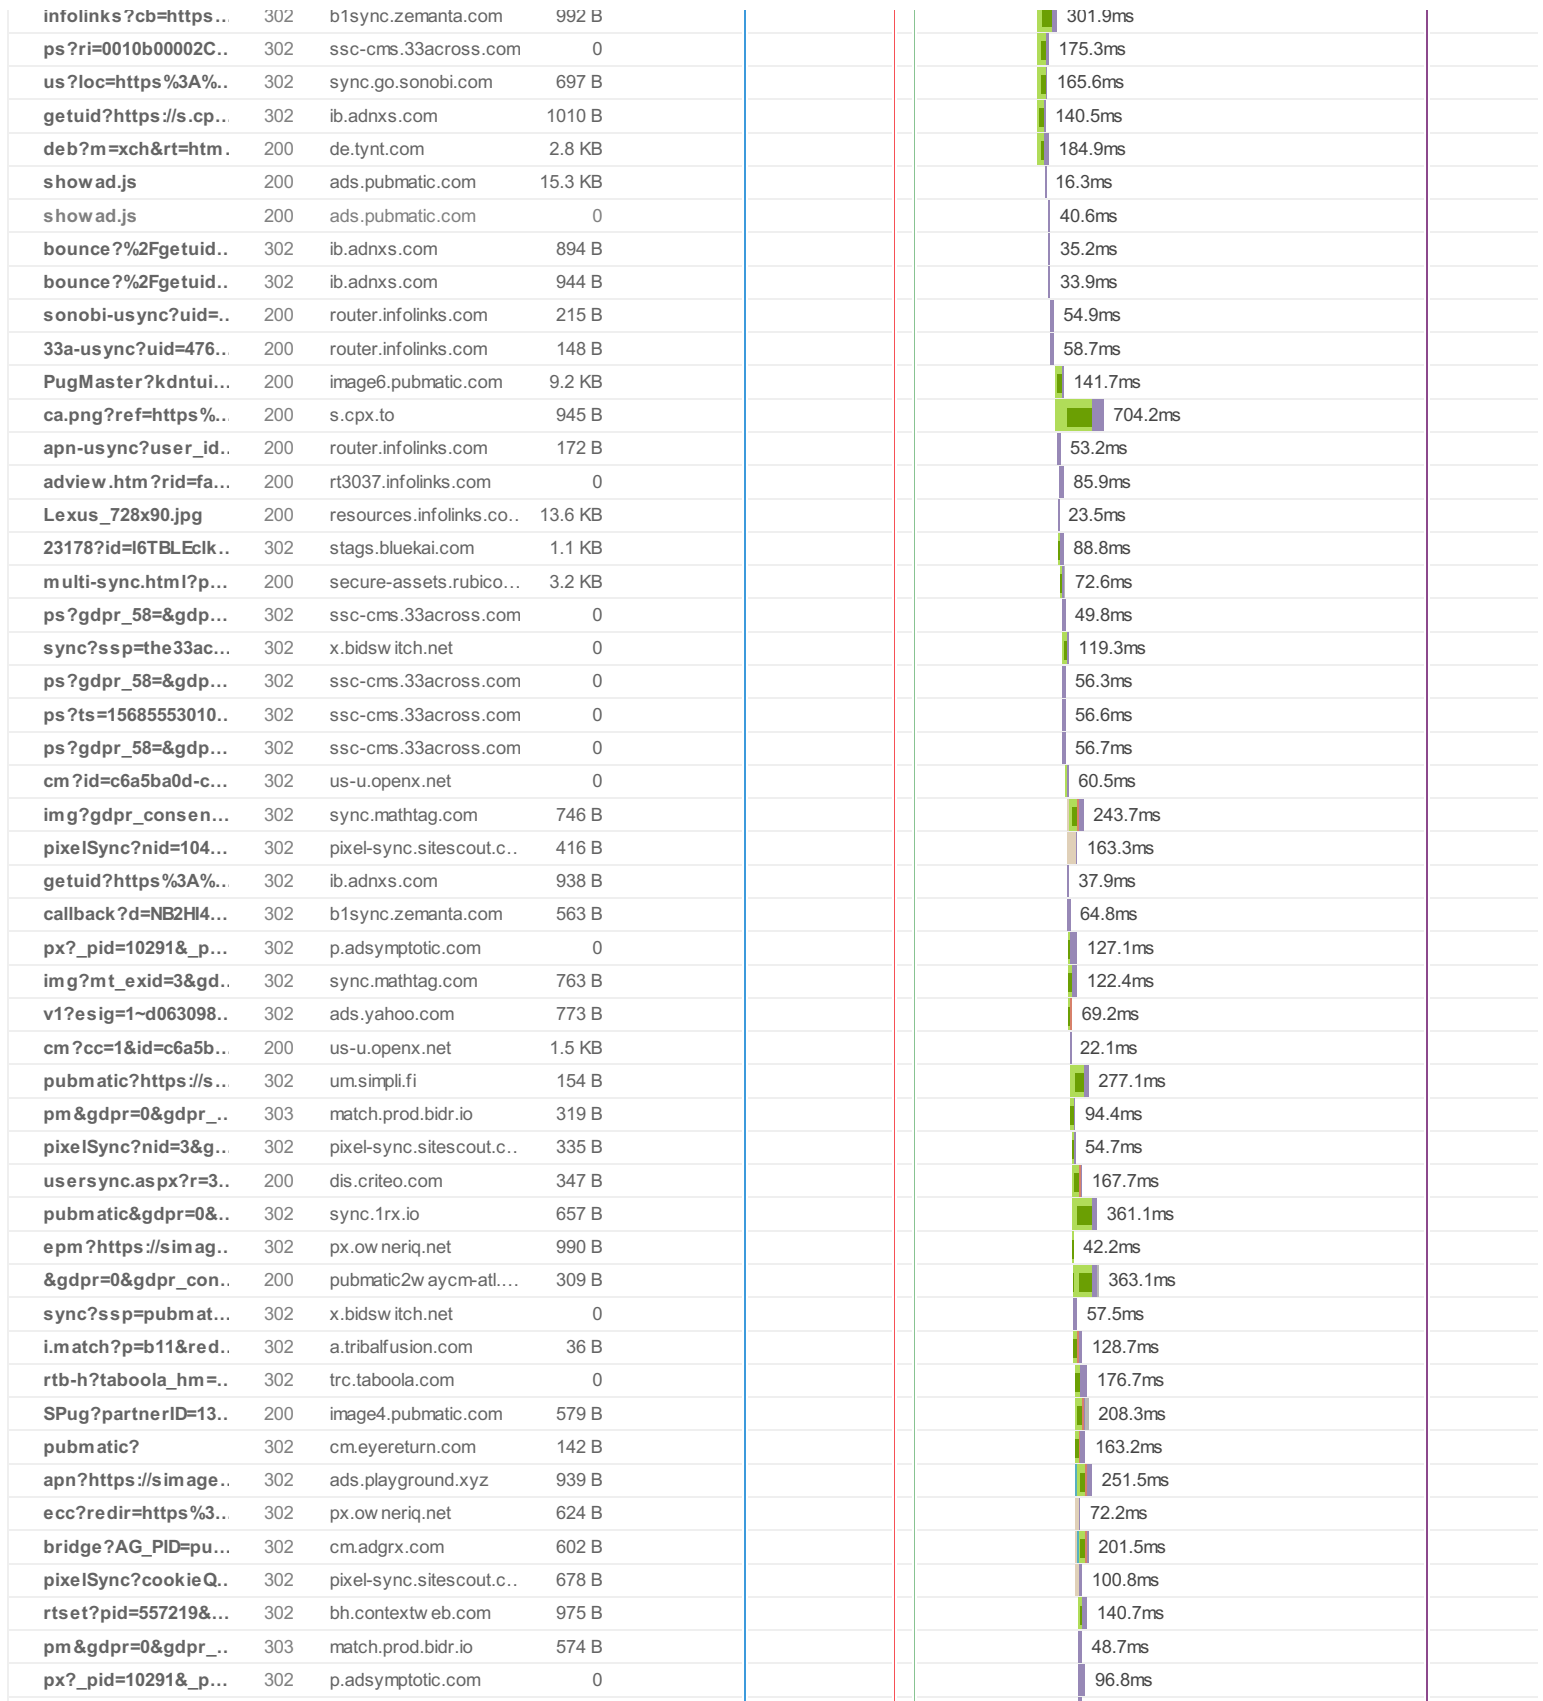 infolinks?cb=https.. 302 b1sync.zemanta.com 992 B 301.9ms
ps?ri=0010b00002C.. 302 ssc-cms.33across.com 0 175.3ms
us?loc=https%3A%.. 302 sync.go.sonobi.com 697 B 165.6ms
getuid?https://s.cp... 302 ib.adnxs.com 1010 B 140.5ms
deb?m=xch&rt=htm. 200 de.tynt.com 2.8 KB 184.9ms
showad.js 200 ads.pubmatic.com 15.3 KB 16.3ms
showad.js 200 ads.pubmatic.com 0 40.6ms
bounce?%2Fgetuid.. 302 ib.adnxs.com 894 B 35.2ms
bounce?%2Fgetuid.. 302 ib.adnxs.com 944 B 33.9ms
sonobi-usync?uid=.. 200 router.infolinks.com 215 B 54.9ms
33a-usync?uid=476... 200 router.infolinks.com 148 B 58.7ms
PugMaster?kdntui... 200 image6.pubmatic.com 9.2 KB 141.7ms
ca.png?ref=https%.. 200 s.cpx.to 945 B 704.2ms
apn-usync?user_id.. 200 router.infolinks.com 172 B 53.2ms
adview.htm?rid=fa... 200 rt3037.infolinks.com 0 85.9ms
Lexus_728x90.jpg 200 resources.infolinks.co.. 13.6 KB 23.5ms
23178?id=l6TBLEclk.. 302 stags.bluekai.com 1.1 KB 88.8ms
multi-sync.html?p... 200 secure-assets.rubico... 3.2 KB 72.6ms
ps?gdpr_58=&gdp... 302 ssc-cms.33across.com 0 49.8ms
sync?ssp=the33ac... 302 x.bidswitch.net 0 119.3ms
ps?gdpr_58=&gdp... 302 ssc-cms.33across.com 0 56.3ms
ps?ts=15685553010.. 302 ssc-cms.33across.com 0 56.6ms
ps?gdpr_58=&gdp... 302 ssc-cms.33across.com 0 56.7ms
cm?id=c6a5ba0d-c... 302 us-u.openx.net 0 60.5ms
img?gdpr_consen... 302 sync.mathtag.com 746 B 243.7ms
pixelSync?nid=104... 302 pixel-sync.sitescout.c.. 416 B 163.3ms
getuid?https%3A%.. 302 ib.adnxs.com 938 B 37.9ms
callback?d=NB2HI4... 302 b1sync.zemanta.com 563 B 64.8ms
px?_pid=10291&_p... 302 p.adsymptotic.com 0 127.1ms
img?mt_exid=3&gd.. 302 sync.mathtag.com 763 B 122.4ms
v1?esig=1~d063098.. 302 ads.yahoo.com 773 B 69.2ms
cm?cc=1&id=c6a5b.. 200 us-u.openx.net 1.5 KB 22.1ms
pubmatic?https://s... 302 um.simpli.fi 154 B 277.1ms
pm&gdpr=0&gdpr_.. 303 match.prod.bidr.io 319 B 94.4ms
pixelSync?nid=3&g.. 302 pixel-sync.sitescout.c.. 335 B 54.7ms
usersync.aspx?r=3.. 200 dis.criteo.com 347 B 167.7ms
pubmatic&gdpr=0&.. 302 sync.1rx.io 657 B 361.1ms
epm?https://simag.. 302 px.owneriq.net 990 B 42.2ms
&gdpr=0&gdpr_con.. 200 pubmatic2waycm-atl.... 309 B 363.1ms
sync?ssp=pubmat... 302 x.bidswitch.net 0 57.5ms
i.match?p=b11&red.. 302 a.tribalfusion.com 36 B 128.7ms
rtb-h?taboola_hm=.. 302 trc.taboola.com 0 176.7ms
SPug?partnerID=13.. 200 image4.pubmatic.com 579 B 208.3ms
pubmatic? 302 cm.eyereturn.com 142 B 163.2ms
apn?https://simage.. 302 ads.playground.xyz 939 B 251.5ms
ecc?redir=https%3.. 302 px.owneriq.net 624 B 72.2ms
bridge?AG_PID=pu... 302 cm.adgrx.com 602 B 201.5ms
pixelSync?cookieQ.. 302 pixel-sync.sitescout.c.. 678 B 100.8ms
rtset?pid=557219&... 302 bh.contextweb.com 975 B 140.7ms
pm&gdpr=0&gdpr_.. 303 match.prod.bidr.io 574 B 48.7ms
px?_pid=10291&_p... 302 p.adsymptotic.com 0 96.8ms